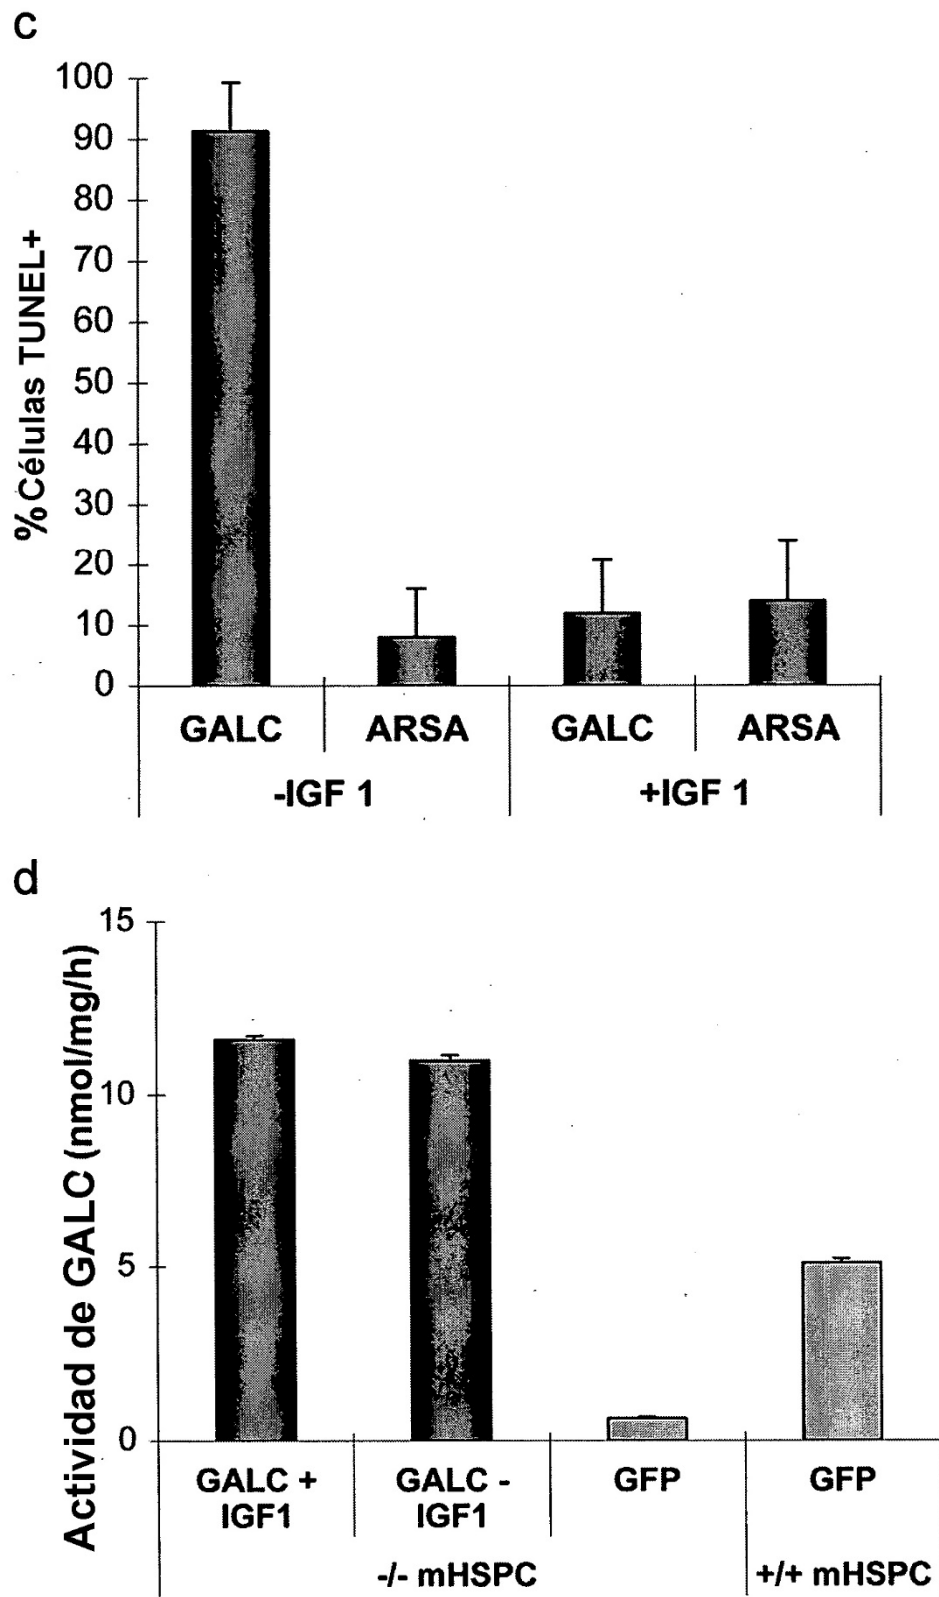 c
%Células TUNEL+
100
90
80
70
60
50
40
30
20
10
0
GALC ARSA GALC ARSA
-IGF 1 +IGF 1
d
Actividad de GALC (nmol/mg/h)
15
10
5
0
GALC + GALC - GFP GFP
IGF1 IGF1
-/- mHSPC +/+ mHSPC